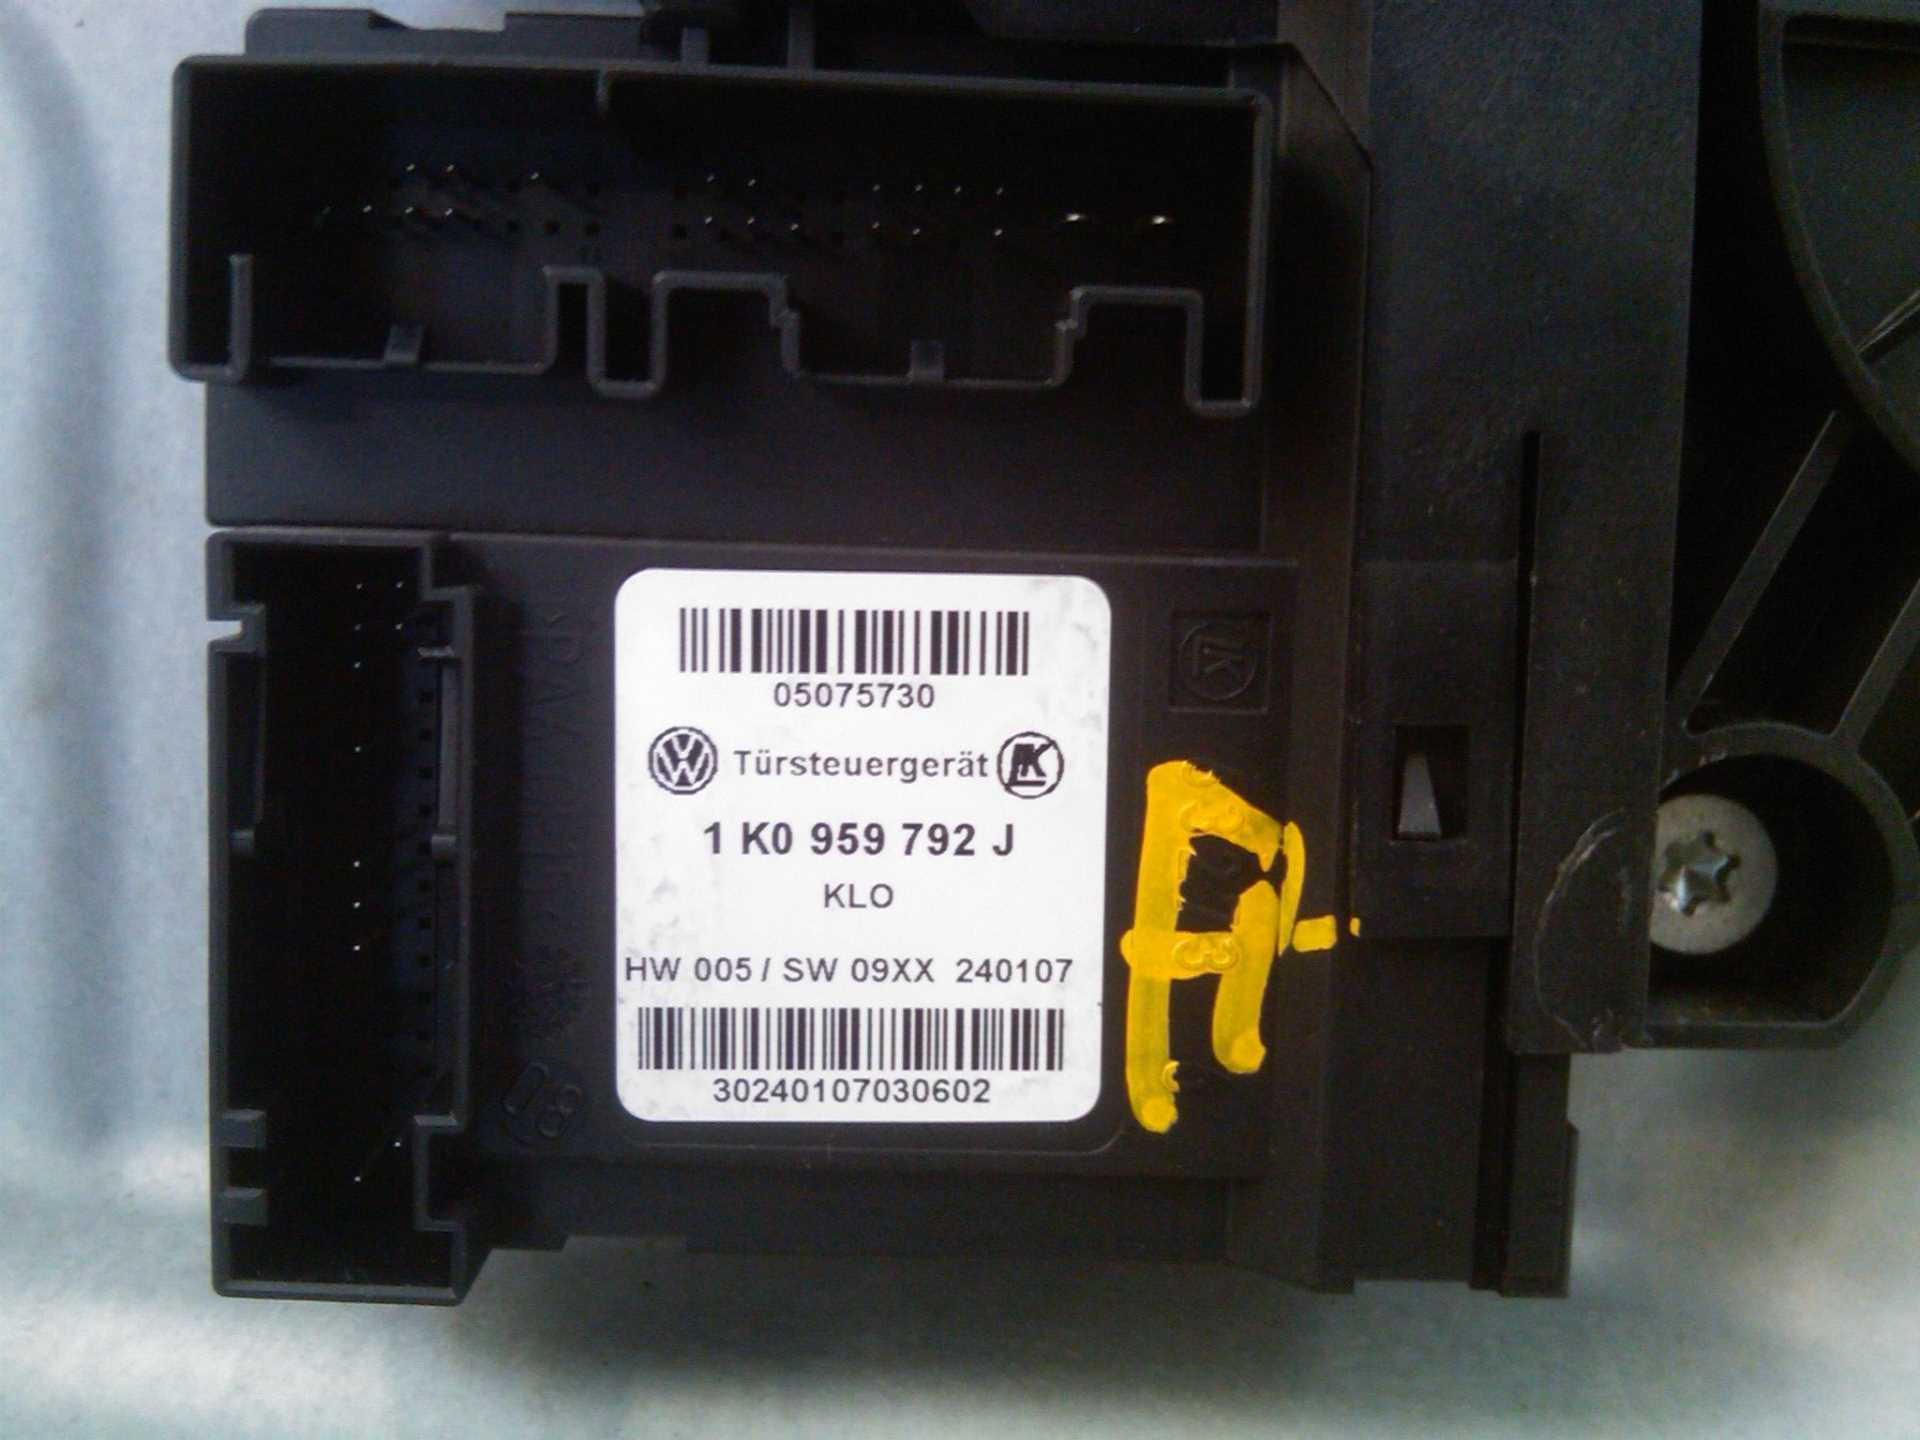 05075730
Türsteuergerät
1 K0 959 792 J
KLO
HW 005 / SW 09XX 240107
30240107030602